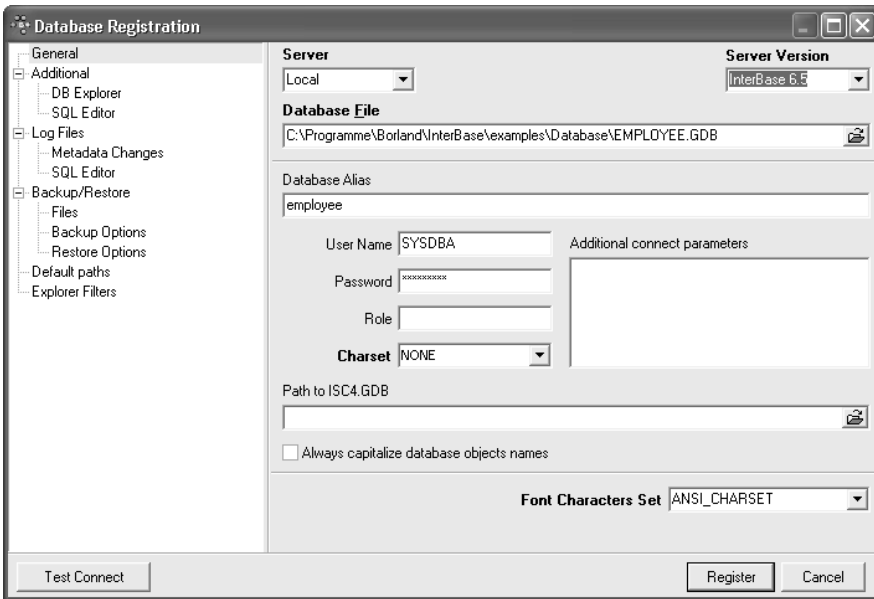 Database Registration
General
Additional
DB Explorer
SQL Editor
Log Files
Metadata Changes
SQL Editor
Backup/Restore
Files
Backup Options
Restore Options
Default paths
Explorer Filters
Server
Server Version
Local
InterBase 6.5
Database File
C:\Programme\Borland\InterBase\examples\Database\EMPLOYEE.GDB
Database Alias
employee
User Name SYSDBA
Additional connect parameters
Password xxxxxxxxx
Role
Charset NONE
Path to ISC4.GDB
Always capitalize database objects names
Font Characters Set ANSI_CHARSET
Test Connect
Register
Cancel